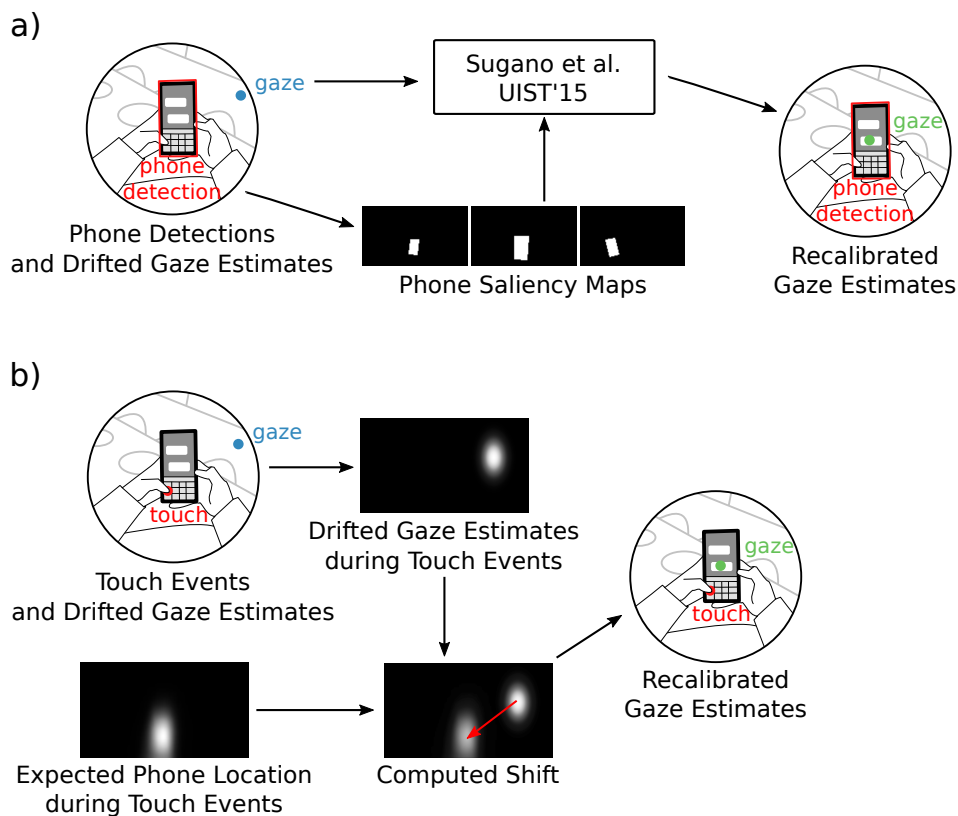 a)
gaze
phone
detection
Phone Detections
and Drifted Gaze Estimates
Sugano et al.
UIST'15
Phone Saliency Maps
gaze
phone
detection
Recalibrated
Gaze Estimates
b)
gaze
touch
Touch Events
and Drifted Gaze Estimates
Drifted Gaze Estimates
during Touch Events
Expected Phone Location
during Touch Events
Computed Shift
gaze
touch
Recalibrated
Gaze Estimates